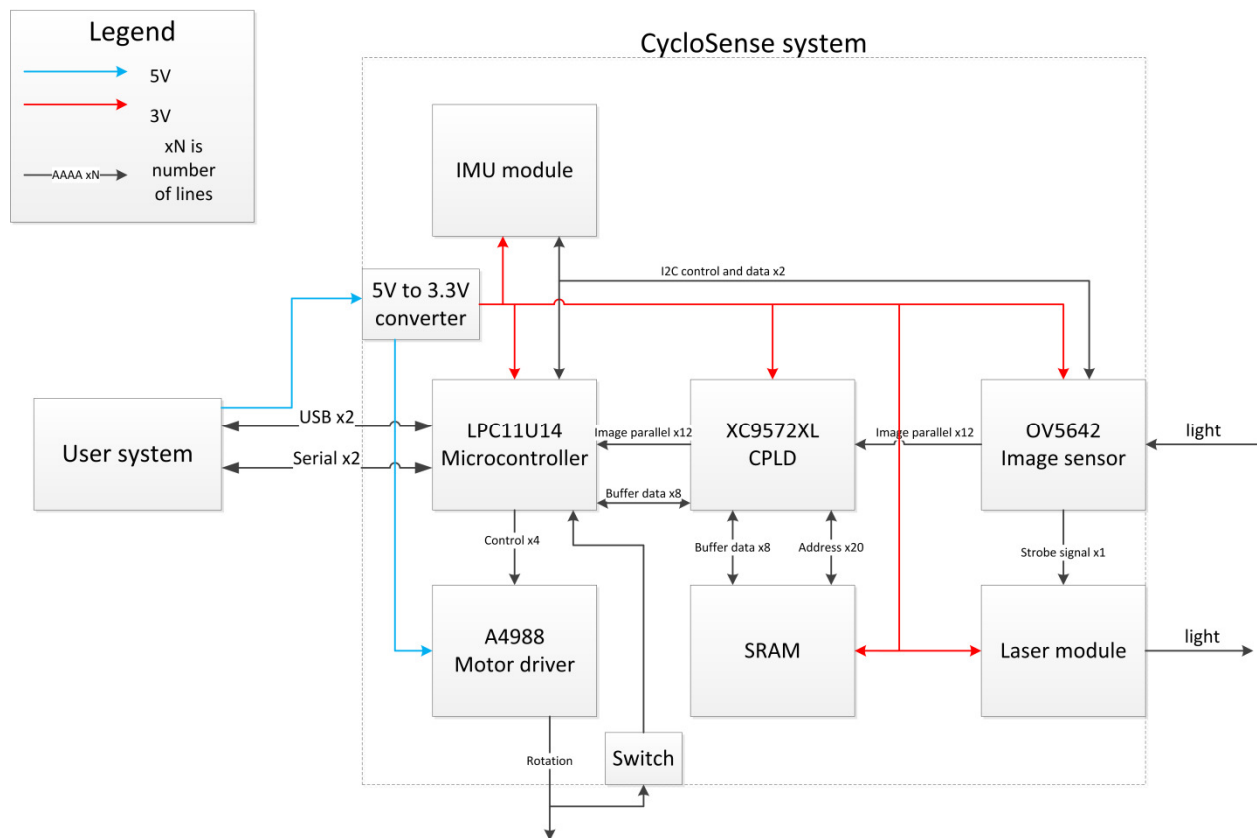 Legend
5V
3V
xN is
number
of lines
AAAA xN
CycloSense system
IMU module
I2C control and data x2
5V to 3.3V
converter
User system
USB x2
Serial x2
LPC11U14
Microcontroller
Image parallel x12
XC9572XL
CPLD
Image parallel x12
OV5642
Image sensor
light
Buffer data x8
Control x4
Buffer data x8
Address x20
Strobe signal x1
A4988
Motor driver
SRAM
Laser module
light
Rotation
Switch